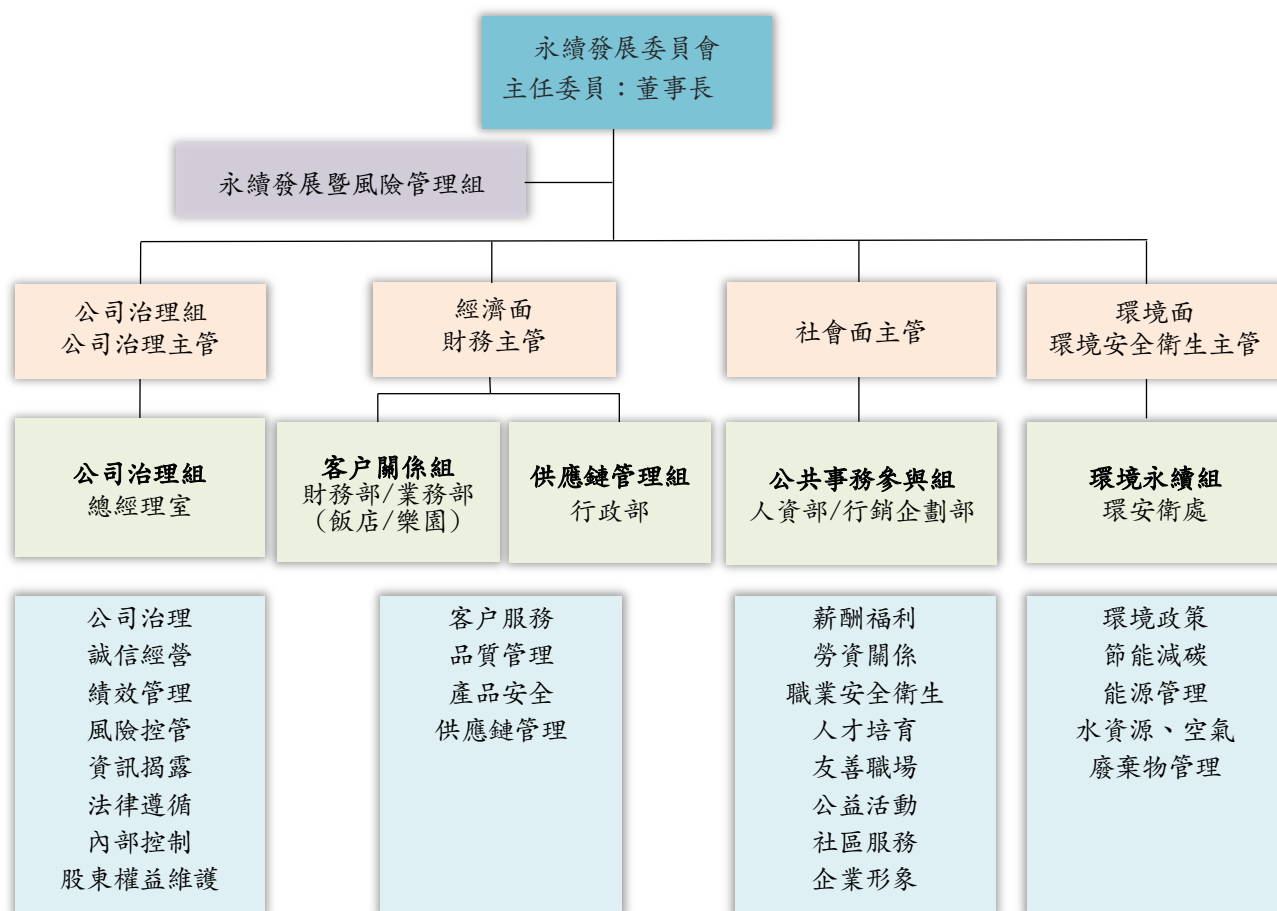 永續發展委員會
主任委員：董事長
永續發展暨風險管理組
公司治理組
公司治理主管
經濟面
財務主管
社會面主管
環境面
環境安全衛生主管
公司治理組
總經理室
客戶關係組
財務部/業務部
(飯店/樂園)
供應鏈管理組
行政部
公共事務參與組
人資部/行銷企劃部
環境永續組
環安衛處
公司治理
誠信經營
績效管理
風險控管
資訊揭露
法律遵循
內部控制
股東權益維護
客戶服務
品質管理
產品安全
供應鏈管理
薪酬福利
勞資關係
職業安全衛生
人才培育
友善職場
公益活動
社區服務
企業形象
環境政策
節能減碳
能源管理
水資源、空氣
廢棄物管理